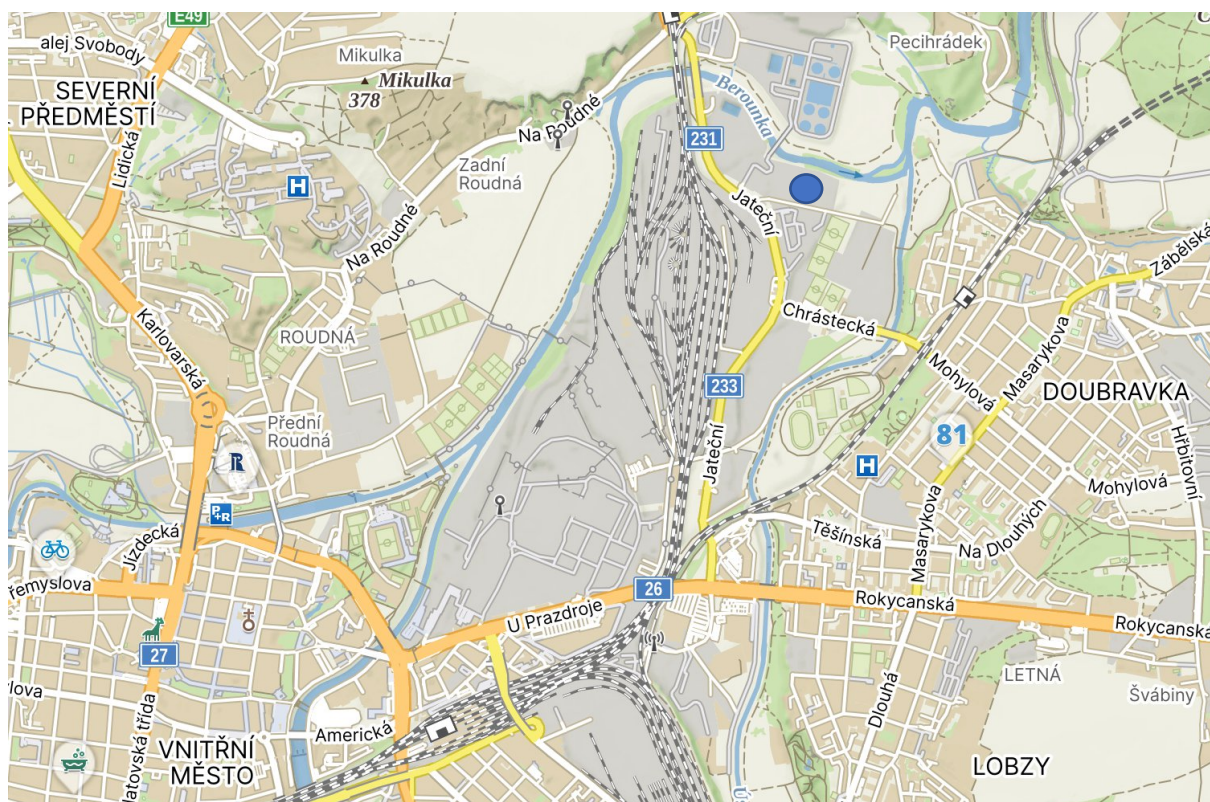 E49
alej Svobody
Mikulka
Mikulka
378
Pecihrádek
SEVERNÍ
PŘEDMĚSTÍ
Lidická
Na Roudné
Berounka
231
Zadní
Roudná
H
Jateční
Na Roudné
Zábělská
Karlovarská
ROUDNÁ
Chrástecká
Masarykova
Mohylová
233
DOUBRAVKA
Přední
Roudná
81
Jateční
Hřbitovní
H
Mohylová
P+R
Jízdecká
Těšínská
Na Dlouhých
Masarykova
řemyslova
26
U Prazdroje
Rokycanská
Rokycanská
27
LETNÁ
Švábiny
ylova
Dlouhá
latovská třída
Americká
VNITŘNÍ
MĚSTO
LOBZY